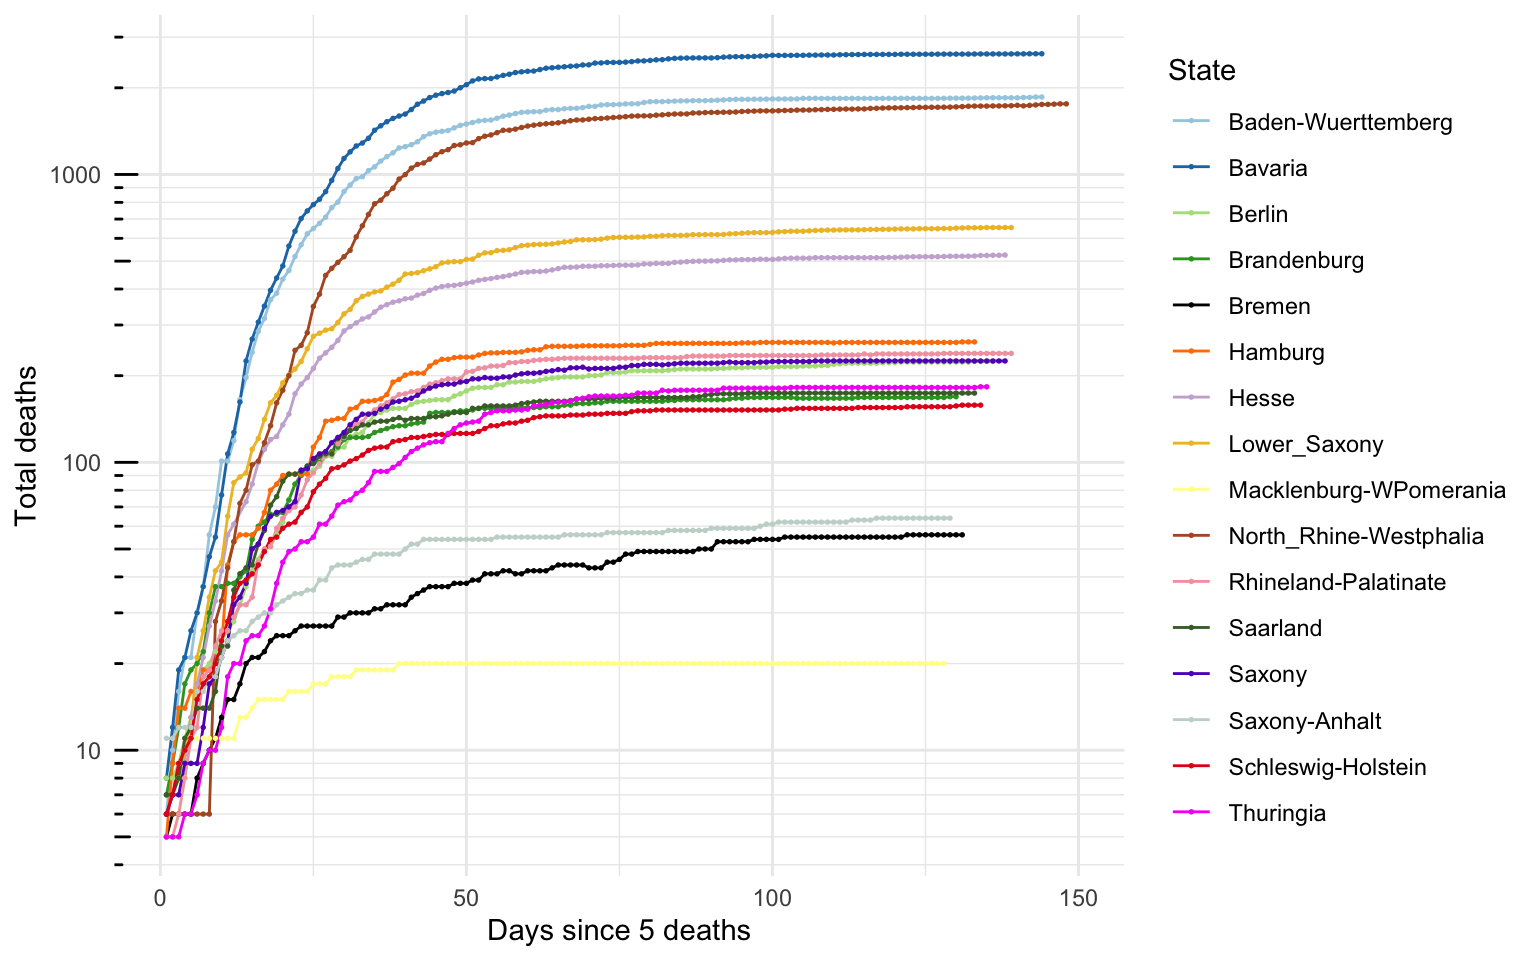 Total deaths
1000
100
10
0
50
100
150
Days since 5 deaths
State
Baden-Wuerttemberg
Bavaria
Berlin
Brandenburg
Bremen
Hamburg
Hesse
Lower_Saxony
Macklenburg-WPomerania
North_Rhine-Westphalia
Rhineland-Palatinate
Saarland
Saxony
Saxony-Anhalt
Schleswig-Holstein
Thuringia